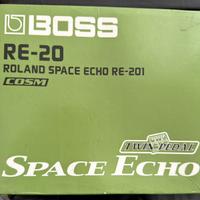 BOSS
RE-20
ROLAND SPACE ECHO RE-201
COSM
TWIN PEDAL
SPACE ECHO